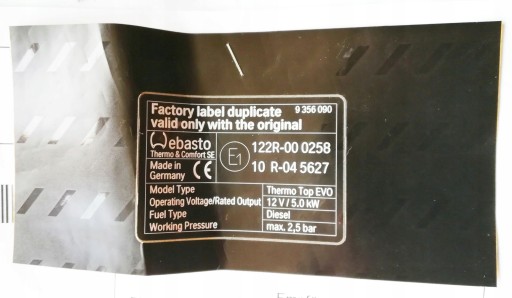 Factory label duplicate 9 356 090
valid only with the original
Webasto
Thermo & Comfort SE
Made in
Germany
CE
E1
122R-00 0258
10 R-04 5627
Model Type Thermo Top EVO
Operating Voltage/Rated Output 12 V / 5.0 kW
Fuel Type Diesel
Working Pressure max. 2,5 bar